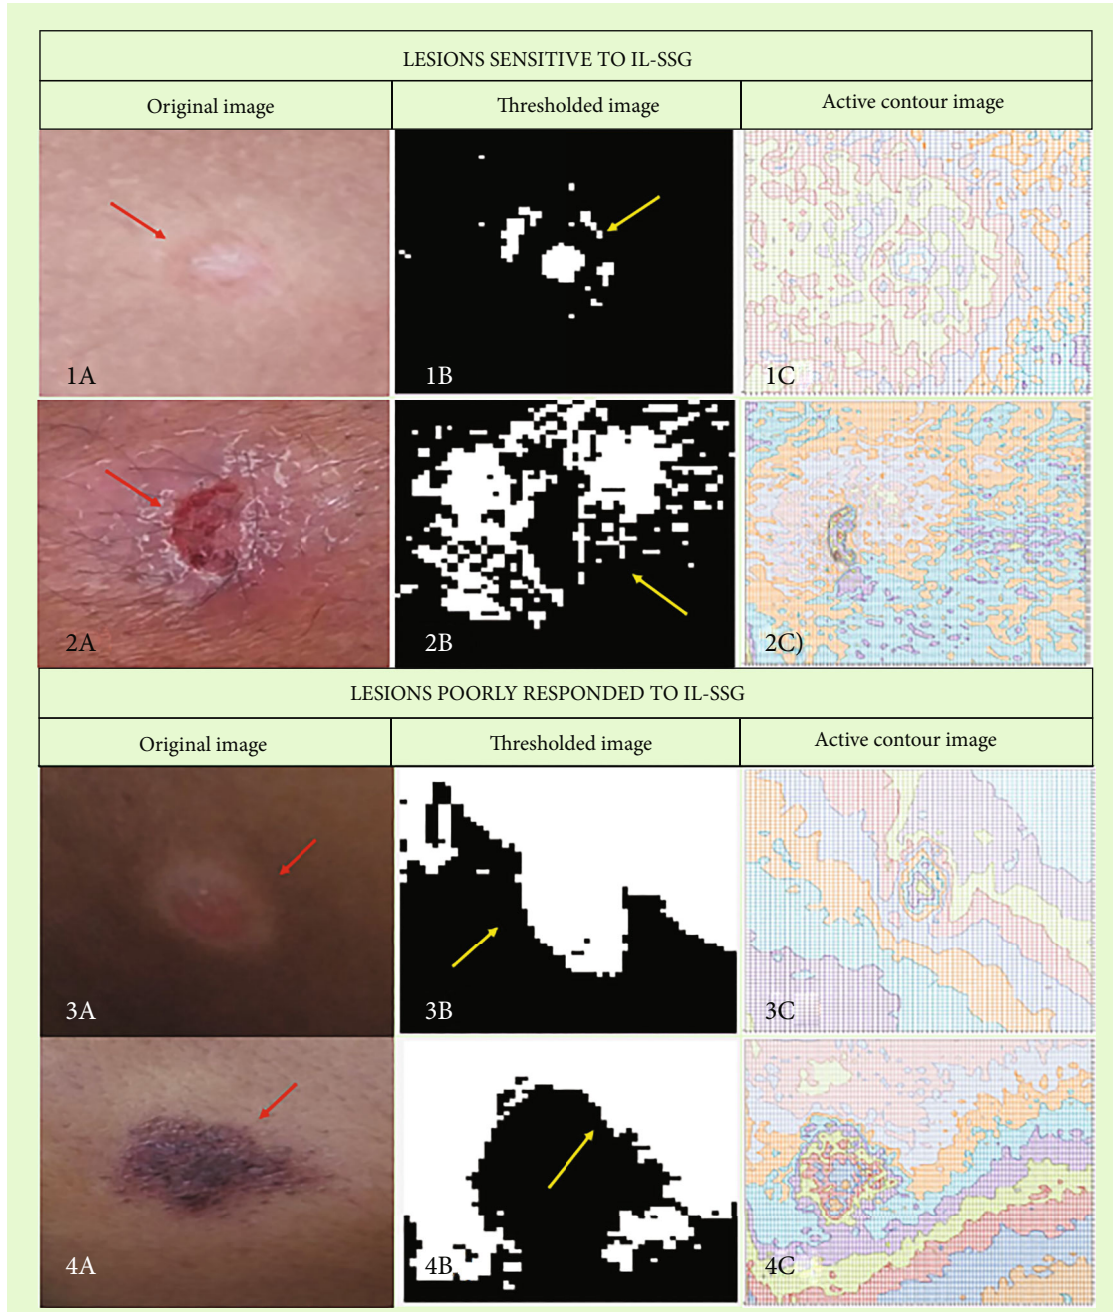 LESIONS SENSITIVE TO IL-SSG
Original image
Thresholded image
Active contour image
1A
1B
1C
2A
2B
2C)
LESIONS POORLY RESPONDED TO IL-SSG
Original image
Thresholded image
Active contour image
3A
3B
3C
4A
4B
4C